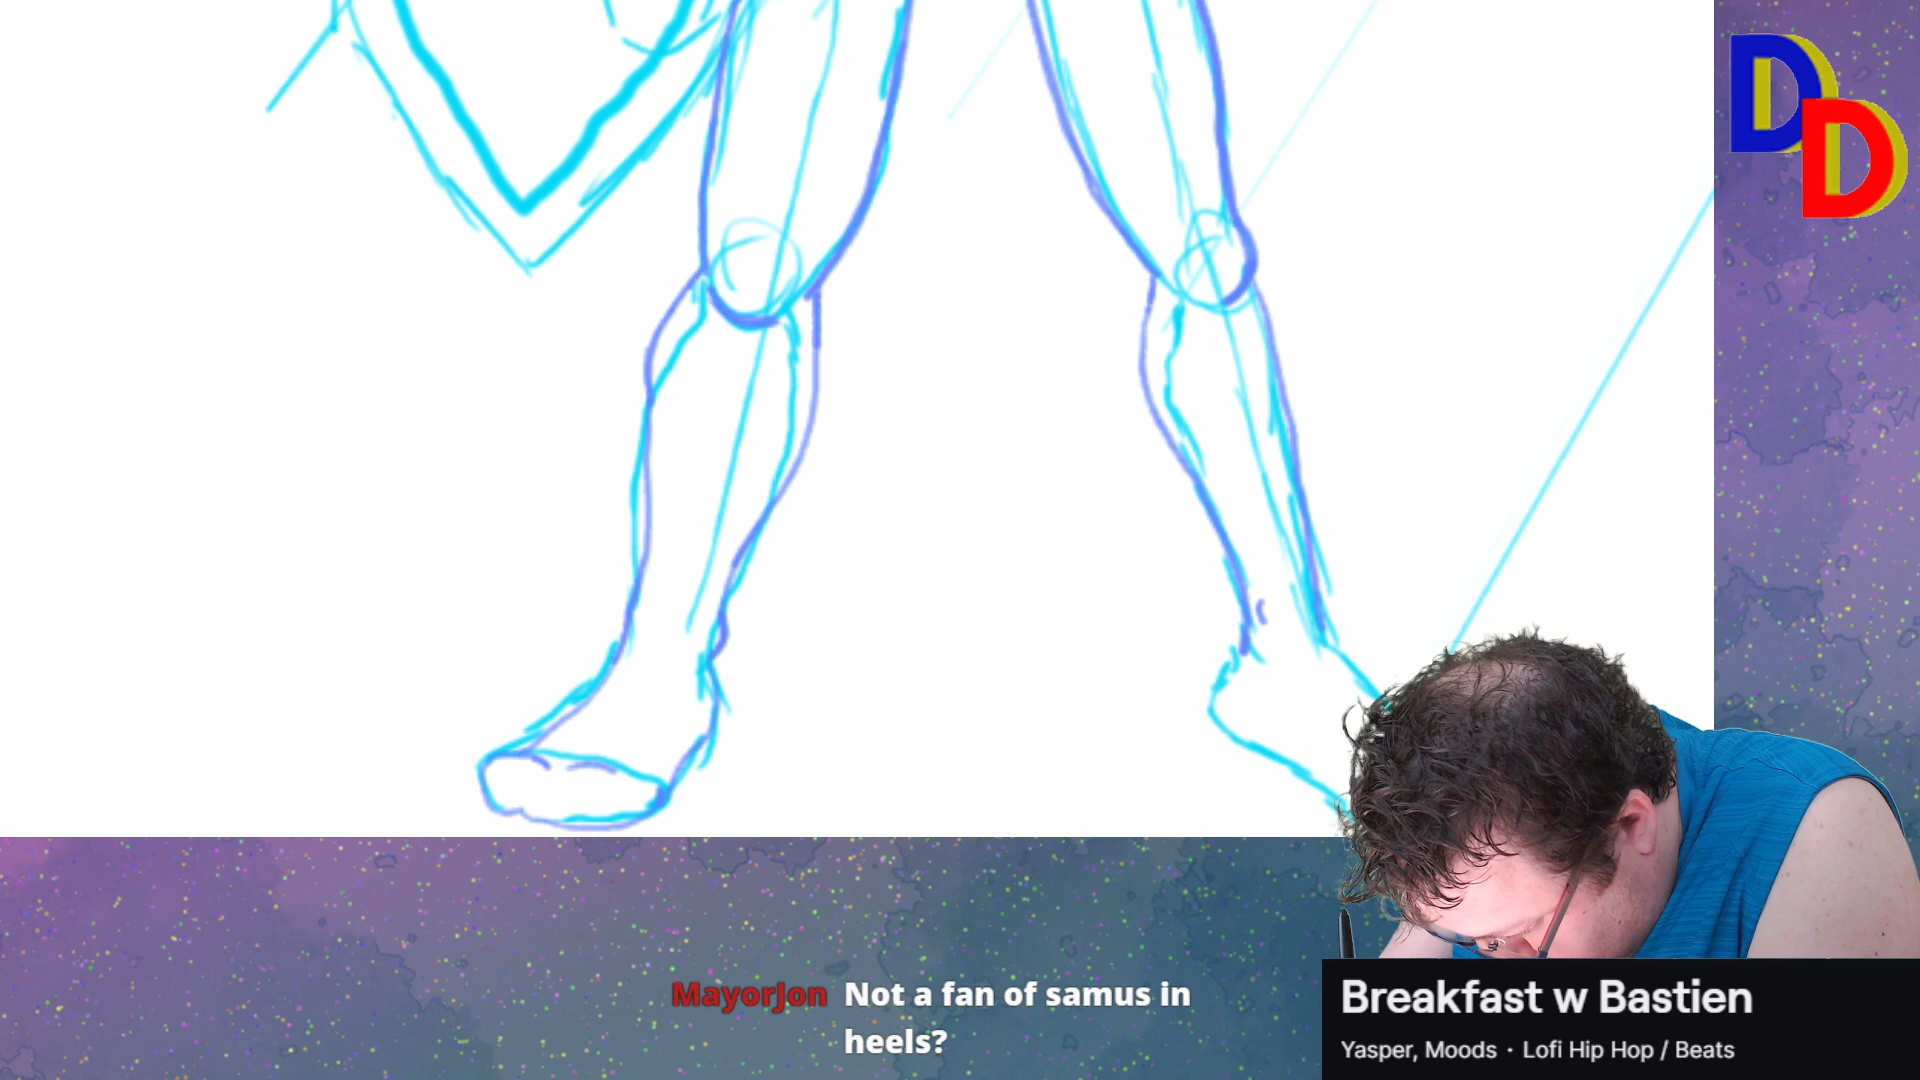 DD
MayorJon Not a fan of samus in
heels?
Breakfast w Bastien
Yasper, Moods · Lofi Hip Hop / Beats